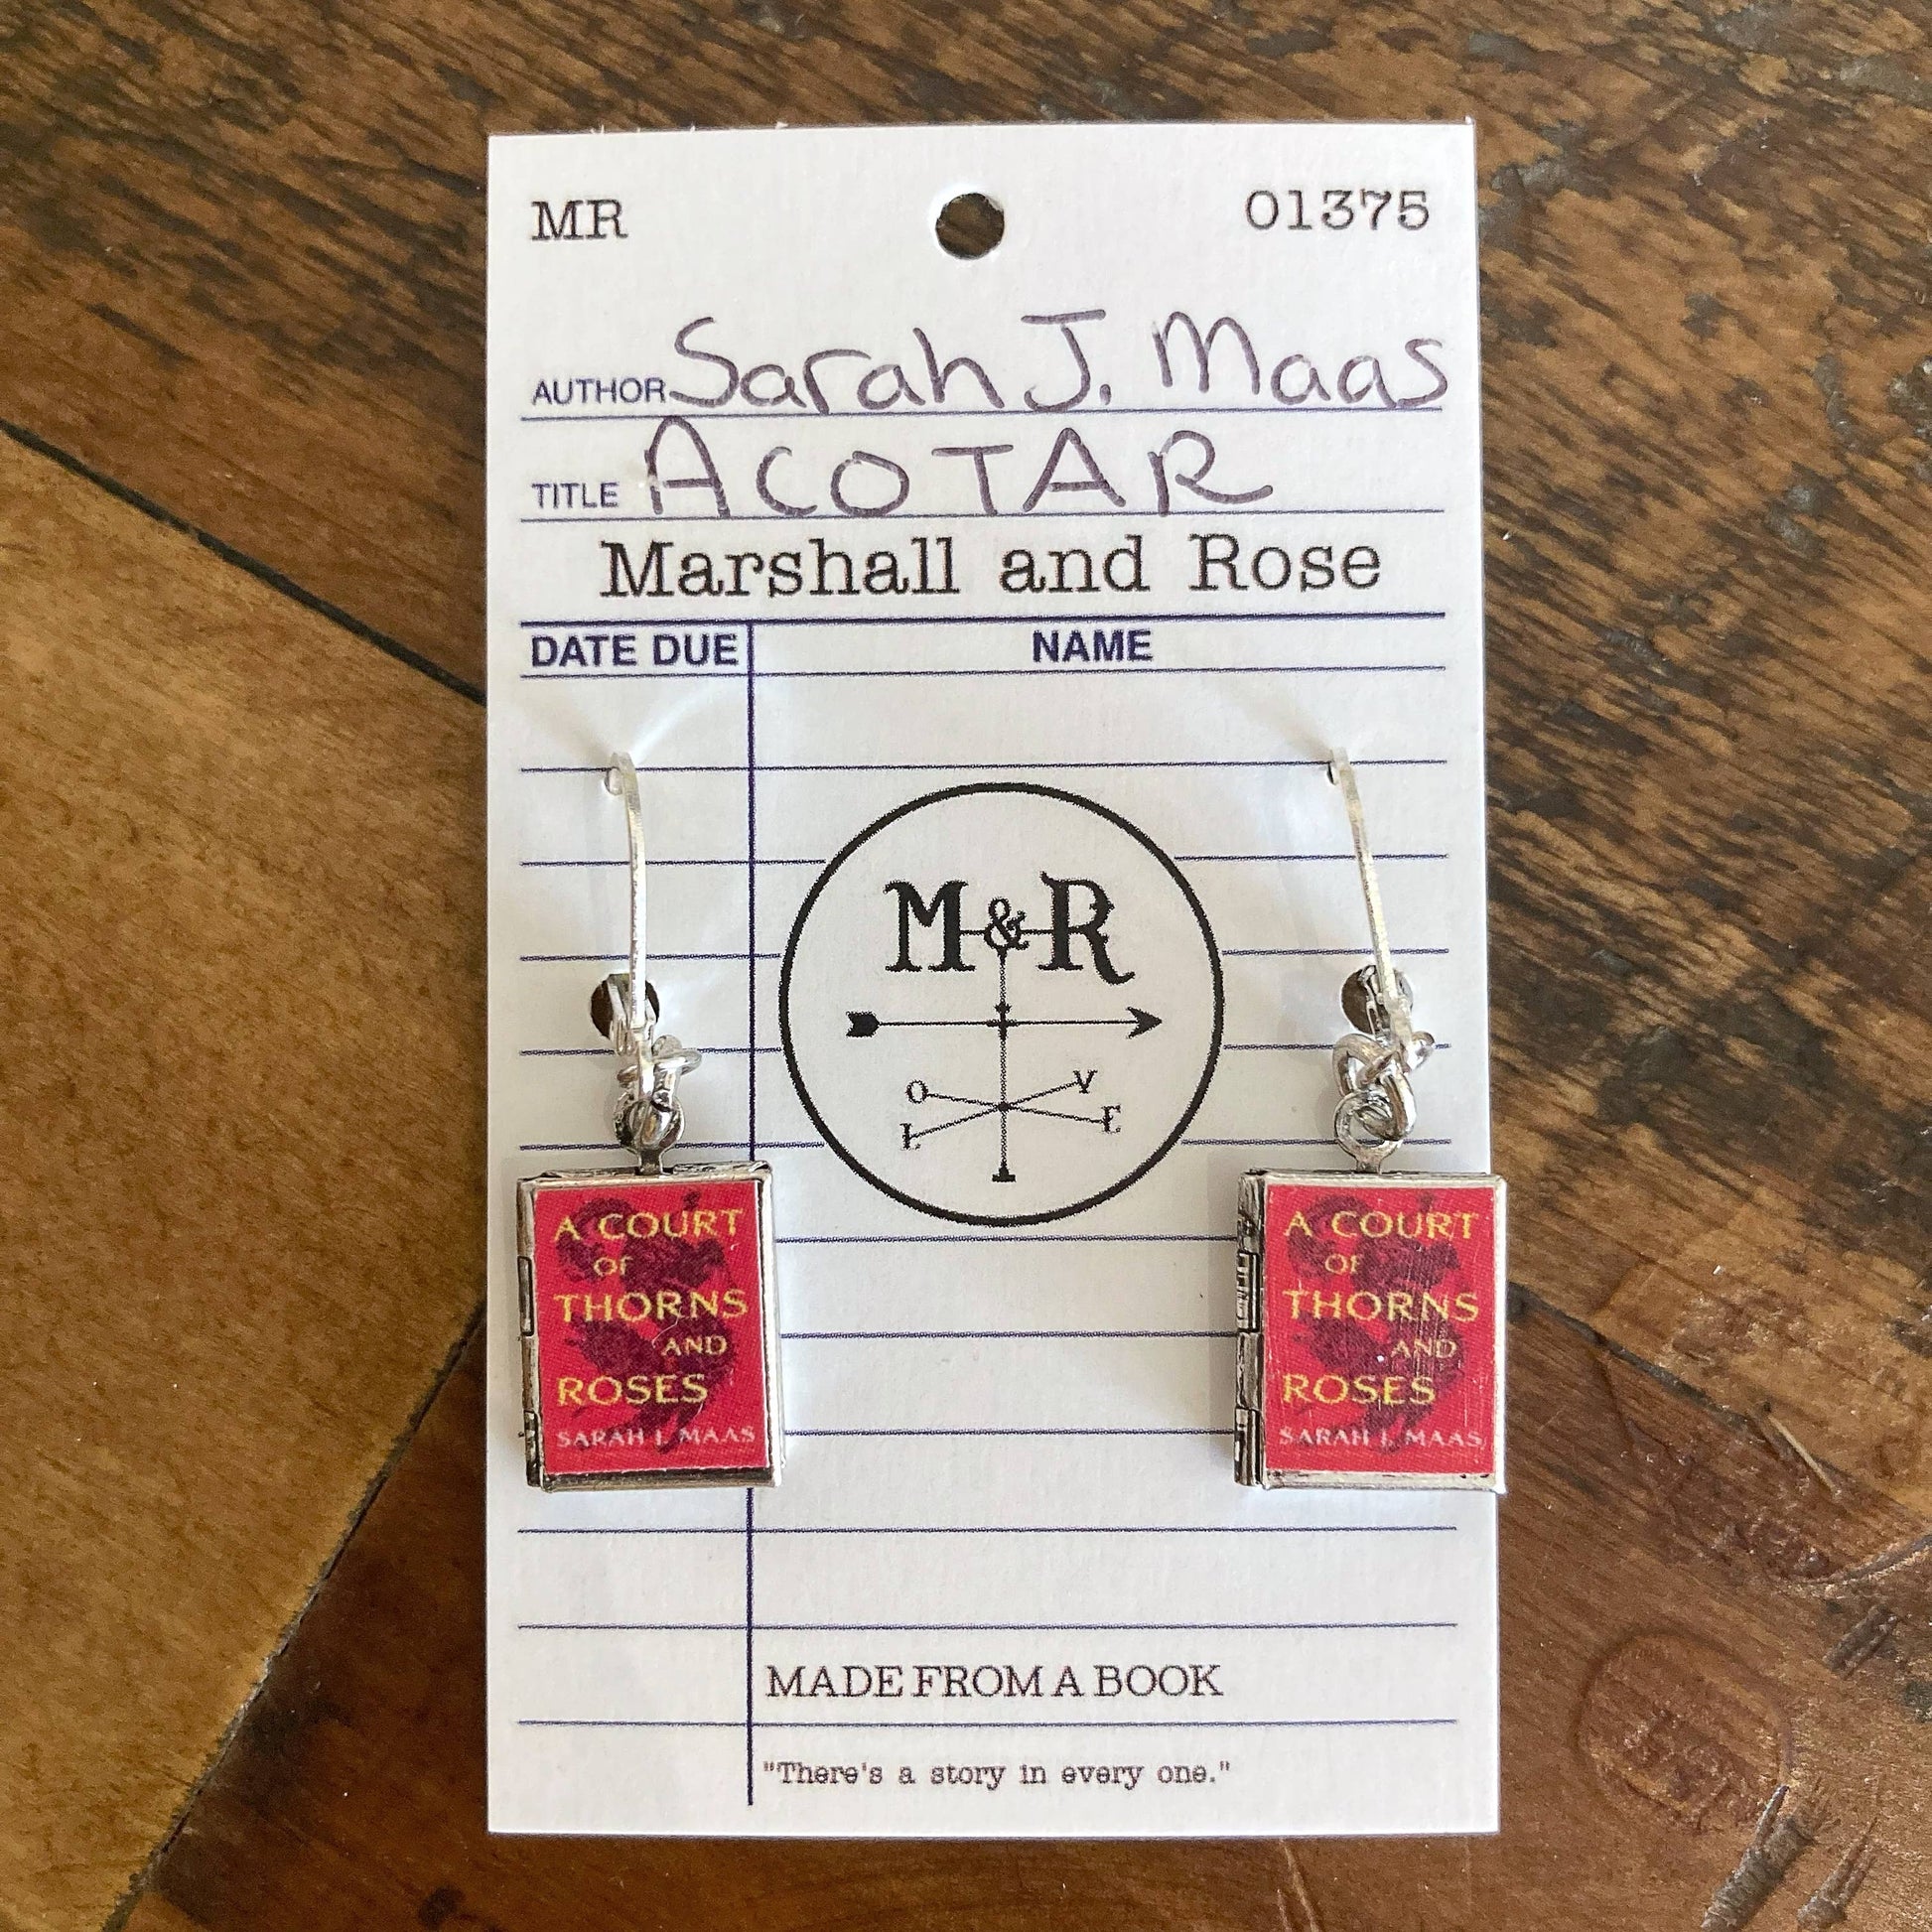 MR 01375
AUTHOR Sarah J. Maas
TITLE ACOTAR
Marshall and Rose
DATE DUE NAME
M&R
O V
L E
A COURT
OF
THORNS
AND
ROSES
SARAH J. MAAS
A COURT
OF
THORNS
AND
ROSES
SARAH J. MAAS
MADE FROM A BOOK
"There's a story in every one."